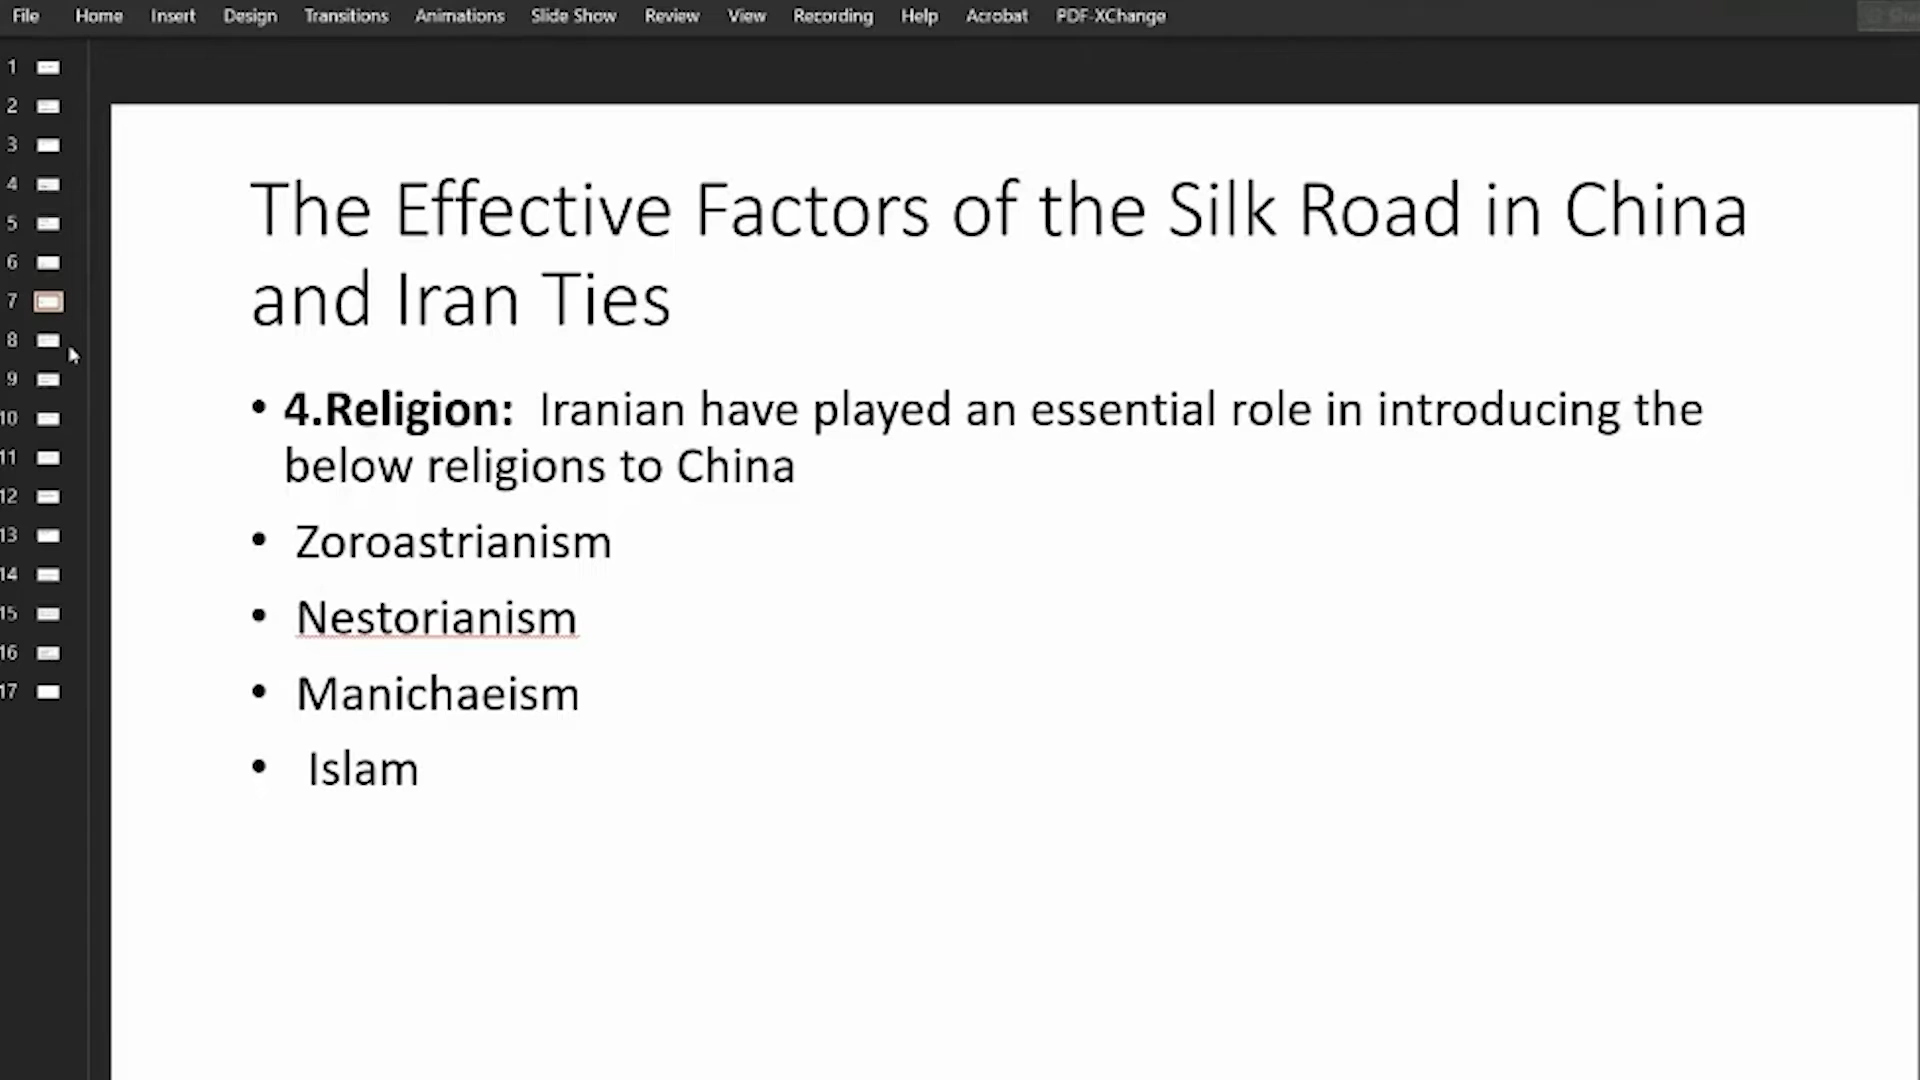 File Home Insert Design Transitions Animations Slide Show Review View Recording Help Acrobat PDF-XChange
1
2
3
4
5
6
7
8
9
10
11
12
13
14
15
16
17
The Effective Factors of the Silk Road in China
and Iran Ties
• 4.Religion: Iranian have played an essential role in introducing the
below religions to China
• Zoroastrianism
• Nestorianism
• Manichaeism
• Islam